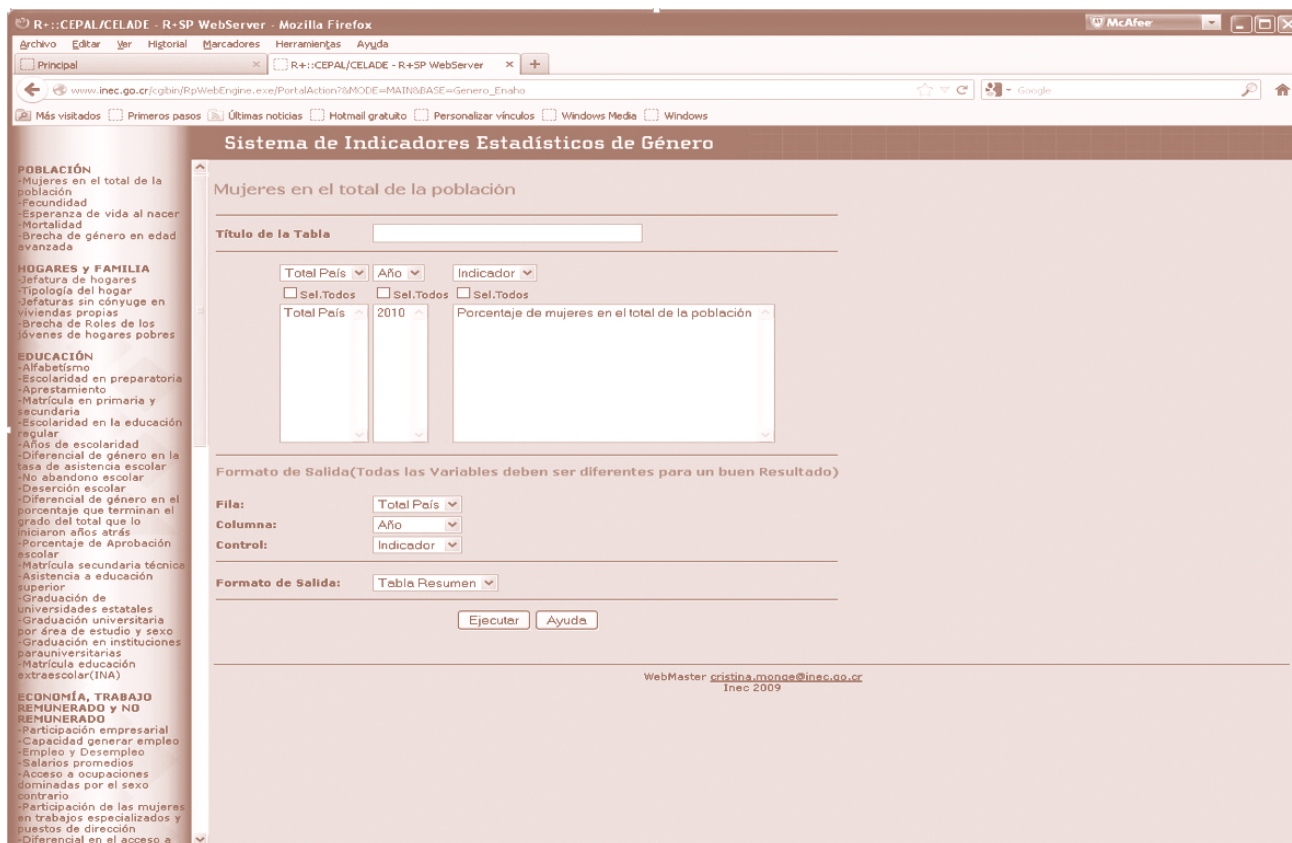 R+::CEPAL/CELADE - R+SP WebServer - Mozilla Firefox
McAfee
Archivo Editar Ver Historial Marcadores Herramientas Ayuda
Principal
R+::CEPAL/CELADE - R+SP WebServer
www.inec.go.cr/cgibin/RpWebEngine.exe/PortalAction?&MODE=MAIN&BASE=Genero_Enaho
Google
Más visitados Primeros pasos Últimas noticias Hotmail gratuito Personalizar vínculos Windows Media Windows
Sistema de Indicadores Estadísticos de Género
POBLACIÓN
-Mujeres en el total de la
población
-Fecundidad
-Esperanza de vida al nacer
-Mortalidad
-Brecha de género en edad
avanzada
HOGARES y FAMILIA
-Jefatura de hogares
-Tipología del hogar
-Jefaturas sin cónyuge en
viviendas propias
-Brecha de Roles de los
jóvenes de hogares pobres
EDUCACIÓN
-Alfabetísmo
-Escolaridad en preparatoria
-Aprestamiento
-Matrícula en primaria y
secundaria
-Escolaridad en la educación
regular
-Años de escolaridad
-Diferencial de género en la
tasa de asistencia escolar
-No abandono escolar
-Deserción escolar
-Diferencial de género en el
porcentaje que terminan el
grado del total que lo
iniciaron años atrás
-Porcentaje de Aprobación
escolar
-Matrícula secundaria técnica
-Asistencia a educación
superior
-Graduación de
universidades estatales
-Graduación universitaria
por área de estudio y sexo
-Graduación en instituciones
parauniversitarias
-Matrícula educación
extraescolar(INA)
ECONOMÍA, TRABAJO
REMUNERADO y NO
REMUNERADO
-Participación empresarial
-Capacidad generar empleo
-Empleo y Desempleo
-Salarios promedios
-Acceso a ocupaciones
dominadas por el sexo
contrario
-Participación de las mujeres
en trabajos especializados y
puestos de dirección
-Diferencial en el acceso a
Mujeres en el total de la población
Título de la Tabla
Total País Año Indicador
Sel.Todos Sel.Todos Sel.Todos
Total País 2010 Porcentaje de mujeres en el total de la población
Formato de Salida(Todas las Variables deben ser diferentes para un buen Resultado)
Fila: Total País
Columna: Año
Control: Indicador
Formato de Salida: Tabla Resumen
Ejecutar Ayuda
WebMaster cristina.monge@inec.go.cr
Inec 2009